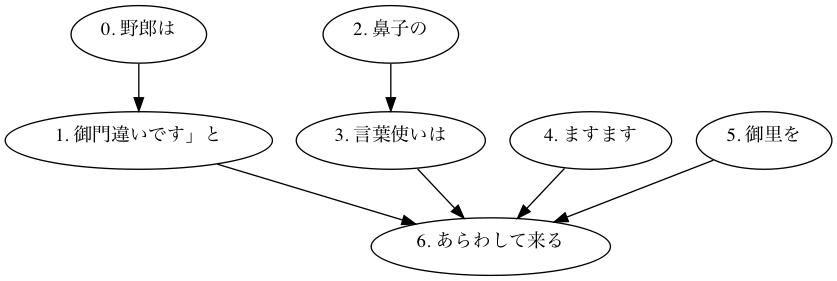 0. 野郎は
2. 鼻子の
1. 御門違いです」と
3. 言葉使いは
4. ますます
5. 御里を
6. あらわして来る